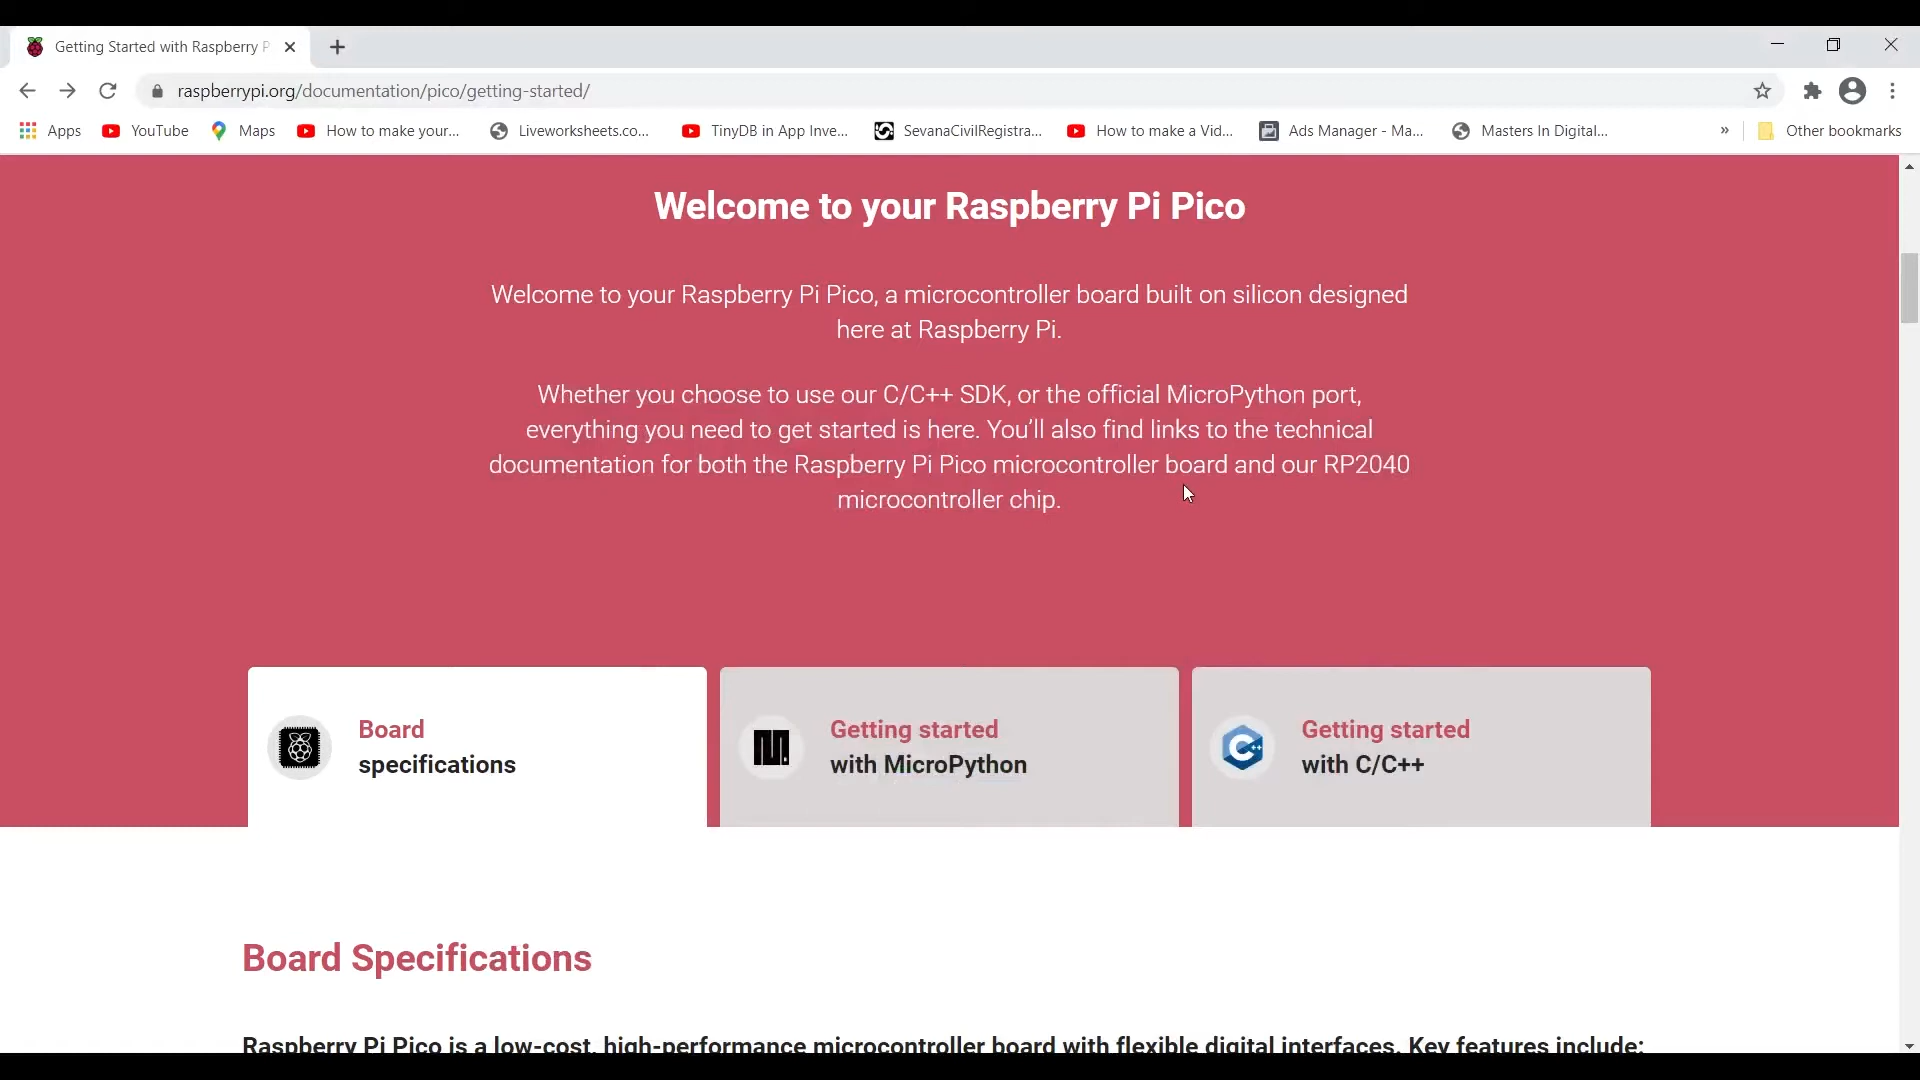 Getting Started with Raspberry P
raspberrypi.org/documentation/pico/getting-started/
Apps YouTube Maps How to make your... Liveworksheets.co... TinyDB in App Inve... SevanaCivilRegistra... How to make a Vid... Ads Manager - Ma... Masters In Digital... » Other bookmarks
Welcome to your Raspberry Pi Pico
Welcome to your Raspberry Pi Pico, a microcontroller board built on silicon designed
here at Raspberry Pi.
Whether you choose to use our C/C++ SDK, or the official MicroPython port,
everything you need to get started is here. You’ll also find links to the technical
documentation for both the Raspberry Pi Pico microcontroller board and our RP2040
microcontroller chip.
Board
specifications
Getting started
with MicroPython
Getting started
with C/C++
Board Specifications
Raspberry Pi Pico is a low-cost, high-performance microcontroller board with flexible digital interfaces. Key features include: